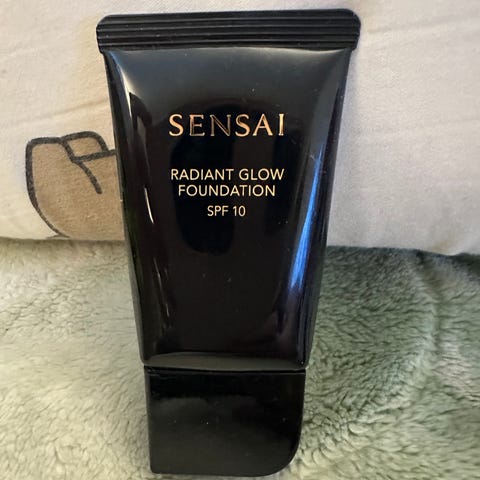 SENSAI
RADIANT GLOW
FOUNDATION
SPF 10